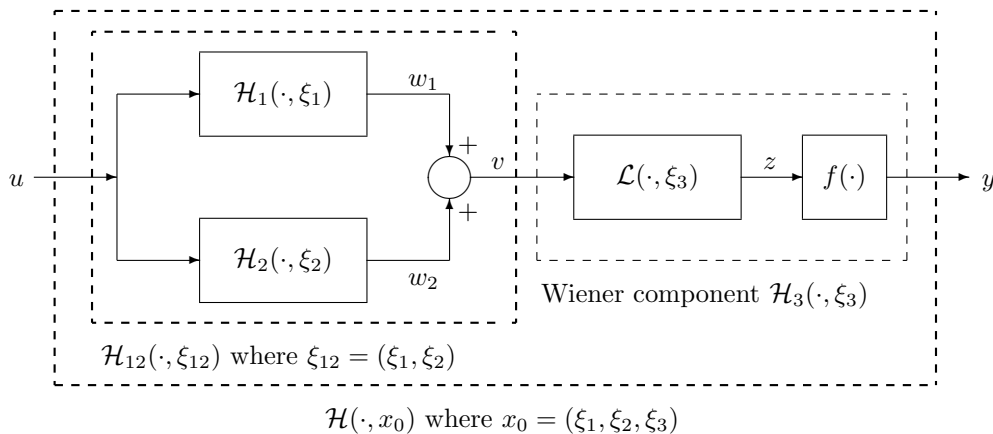 𝓗₁(·, ξ₁)
w₁
+
u
v
𝓛(·, ξ₃)
z
f(·)
y
+
𝓗₂(·, ξ₂)
w₂
Wiener component 𝓗₃(·, ξ₃)
𝓗₁₂(·, ξ₁₂) where ξ₁₂ = (ξ₁, ξ₂)
𝓗(·, x₀) where x₀ = (ξ₁, ξ₂, ξ₃)